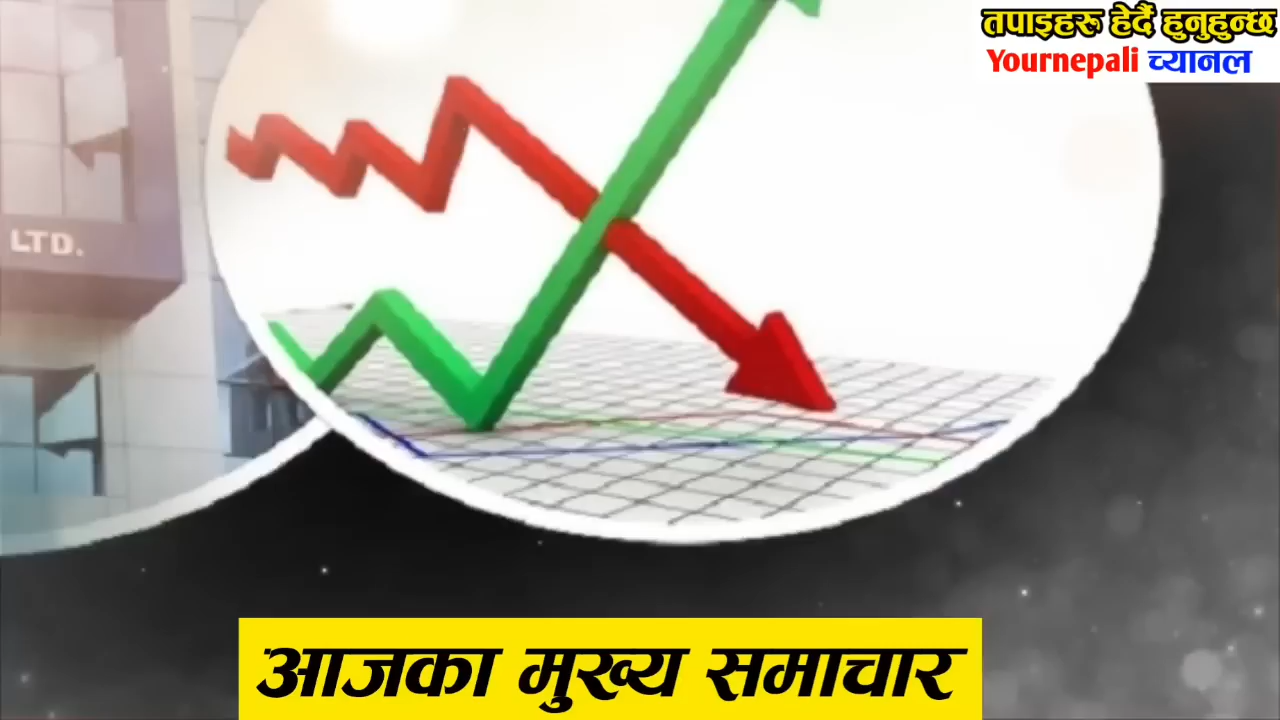 तपाइहरू हेर्दै हुनुहुन्छ
Yournepali च्यानल
LTD.
आजका मुख्य समाचार